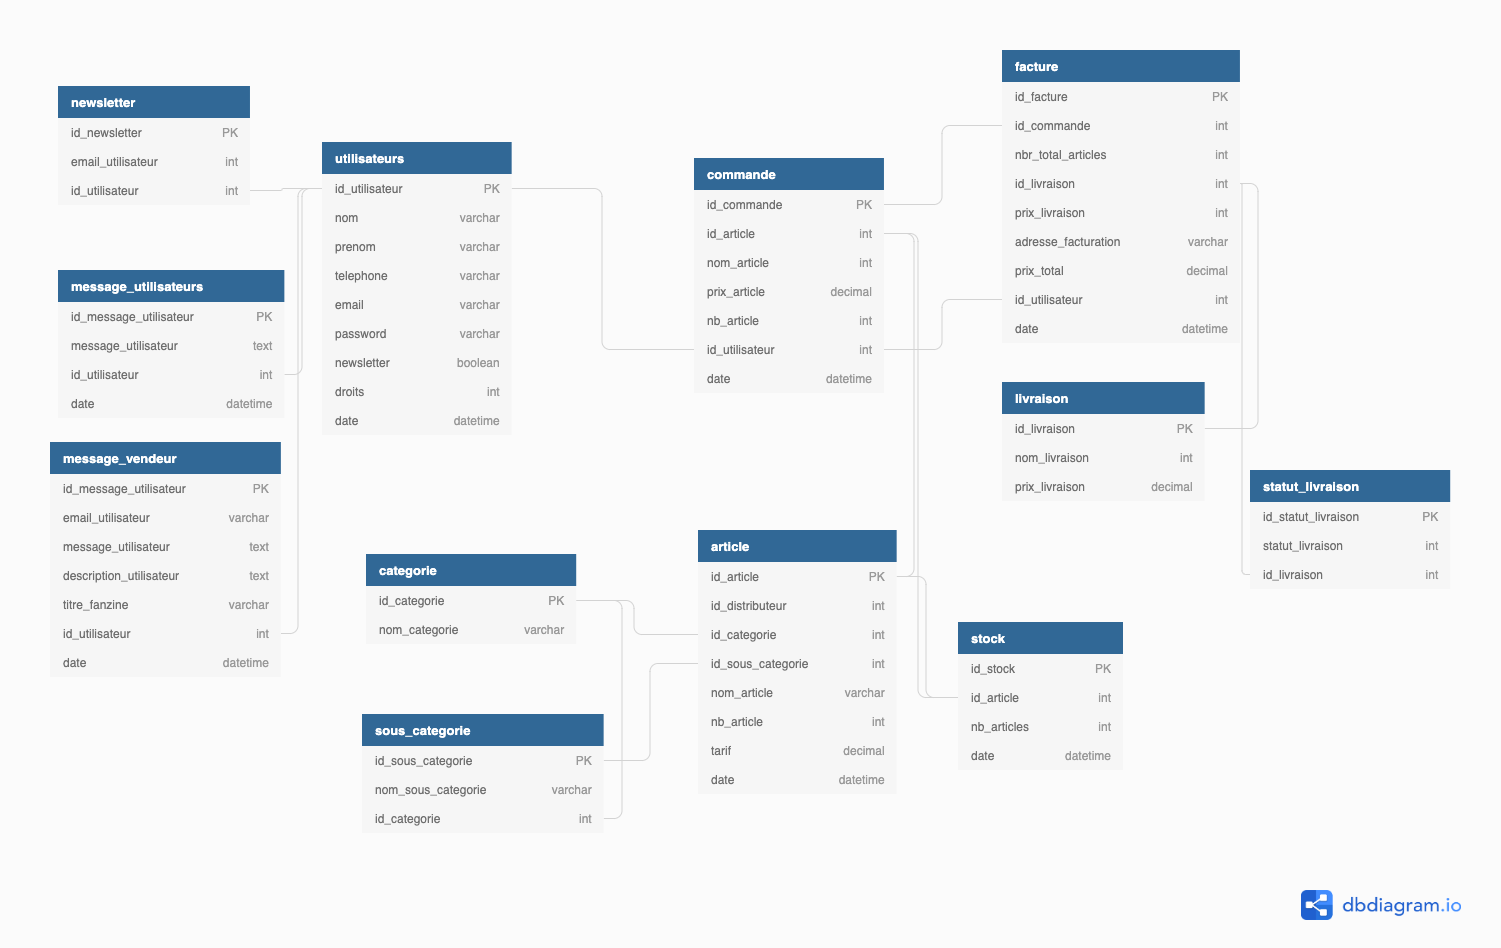 newsletter
id_newsletter PK
email_utilisateur int
id_utilisateur int
message_utilisateurs
id_message_utilisateur PK
message_utilisateur text
id_utilisateur int
date datetime
message_vendeur
id_message_utilisateur PK
email_utilisateur varchar
message_utilisateur text
description_utilisateur text
titre_fanzine varchar
id_utilisateur int
date datetime
utilisateurs
id_utilisateur PK
nom varchar
prenom varchar
telephone varchar
email varchar
password varchar
newsletter boolean
droits int
date datetime
categorie
id_categorie PK
nom_categorie varchar
sous_categorie
id_sous_categorie PK
nom_sous_categorie varchar
id_categorie int
commande
id_commande PK
id_article int
nom_article int
prix_article decimal
nb_article int
id_utilisateur int
date datetime
article
id_article PK
id_distributeur int
id_categorie int
id_sous_categorie int
nom_article varchar
nb_article int
tarif decimal
date datetime
facture
id_facture PK
id_commande int
nbr_total_articles int
id_livraison int
prix_livraison int
adresse_facturation varchar
prix_total decimal
id_utilisateur int
date datetime
livraison
id_livraison PK
nom_livraison int
prix_livraison decimal
statut_livraison
id_statut_livraison PK
statut_livraison int
id_livraison int
stock
id_stock PK
id_article int
nb_articles int
date datetime
dbdiagram.io